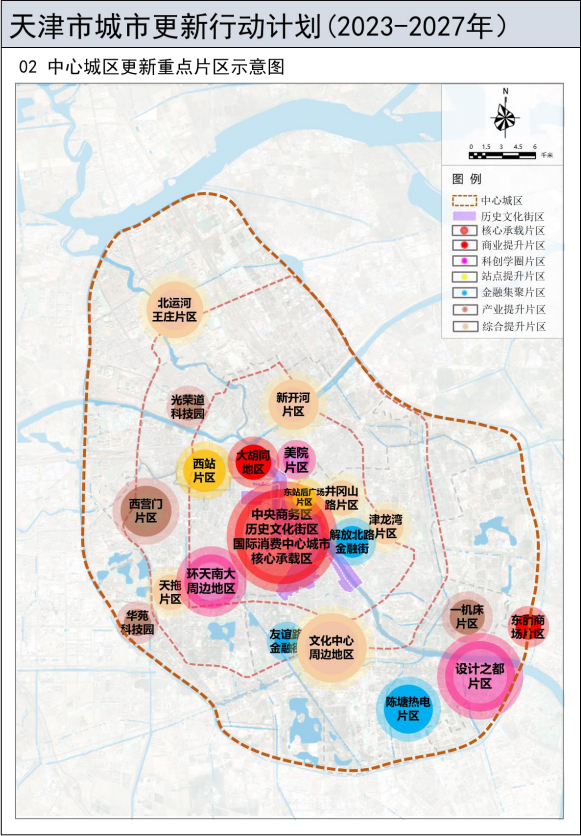 天津市城市更新行动计划(2023-2027年)
02 中心城区更新重点片区示意图
N
0 1.5 3 4.5 6
千米
图 例
中心城区
历史文化街区
核心承载片区
商业提升片区
科创学圈片区
站点提升片区
金融集聚片区
产业提升片区
综合提升片区
北运河
王庄片区
光荣道
科技园
新开河
片区
西站
片区
大胡同
地区
美院
片区
西营门
片区
东站后广场
片区
井冈山
路片区
中央商务区
历史文化街区
国际消费中心城市
核心承载区
解放北路
金融街
津龙湾
片区
环天南大
周边地区
天拖
片区
华苑
科技园
友谊路
金融街
文化中心
周边地区
一机床
片区
东郊商
场片区
设计之都
片区
陈塘热电
片区